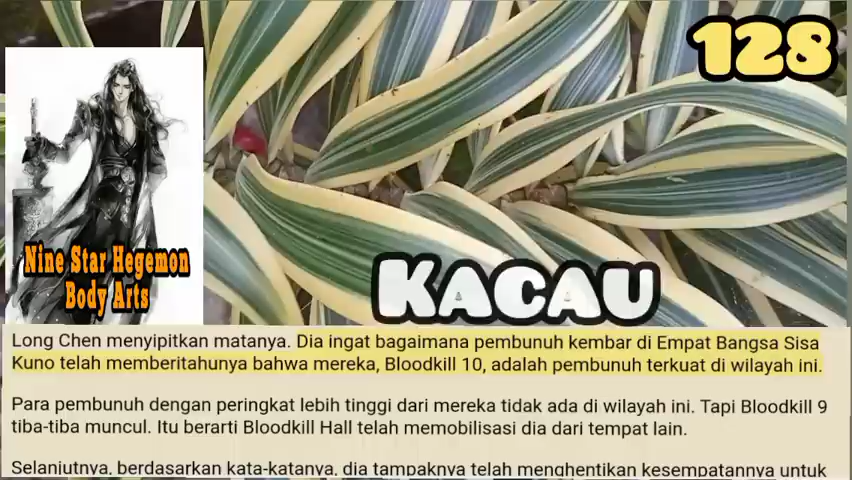 128
Nine Star Hegemon
Body Arts
KACAU
Long Chen menyipitkan matanya. Dia ingat bagaimana pembunuh kembar di Empat Bangsa Sisa
Kuno telah memberitahunya bahwa mereka, Bloodkill 10, adalah pembunuh terkuat di wilayah ini.
Para pembunuh dengan peringkat lebih tinggi dari mereka tidak ada di wilayah ini. Tapi Bloodkill 9
tiba-tiba muncul. Itu berarti Bloodkill Hall telah memobilisasi dia dari tempat lain.
Selanjutnya, berdasarkan kata-katanya, dia tampaknya telah menghentikan kesempatannya untuk